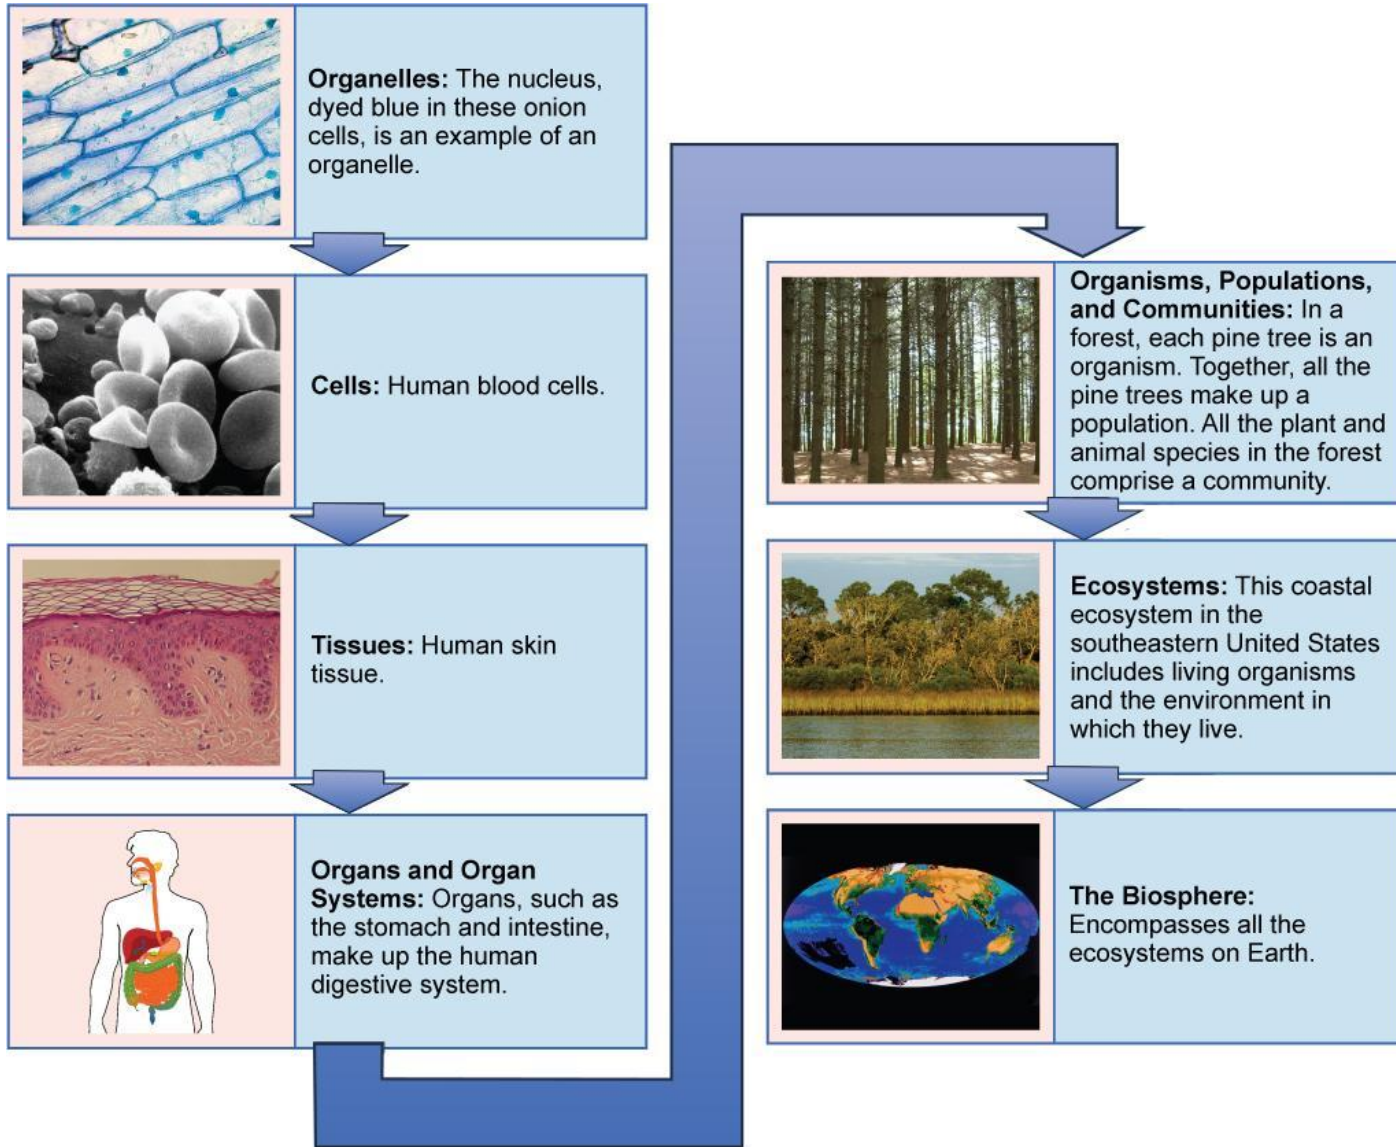 Organelles: The nucleus,
dyed blue in these onion
cells, is an example of an
organelle.
Cells: Human blood cells.
Tissues: Human skin
tissue.
Organs and Organ
Systems: Organs, such as
the stomach and intestine,
make up the human
digestive system.
Organisms, Populations,
and Communities: In a
forest, each pine tree is an
organism. Together, all the
pine trees make up a
population. All the plant and
animal species in the forest
comprise a community.
Ecosystems: This coastal
ecosystem in the
southeastern United States
includes living organisms
and the environment in
which they live.
The Biosphere:
Encompasses all the
ecosystems on Earth.